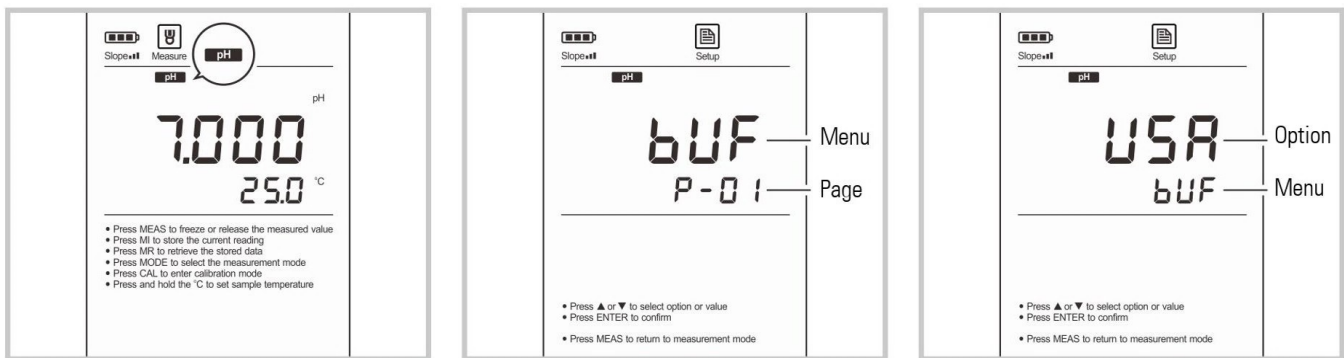 Slope
Measure
pH
pH
pH
7.000
25.0 °C
• Press MEAS to freeze or release the measured value
• Press MI to store the current reading
• Press MR to retrieve the stored data
• Press MODE to select the measurement mode
• Press CAL to enter calibration mode
• Press and hold the °C to set sample temperature
Slope
Setup
pH
bUF
Menu
P-01
Page
• Press ▲ or ▼ to select option or value
• Press ENTER to confirm
• Press MEAS to return to measurement mode
Slope
Setup
pH
USA
Option
bUF
Menu
• Press ▲ or ▼ to select option or value
• Press ENTER to confirm
• Press MEAS to return to measurement mode